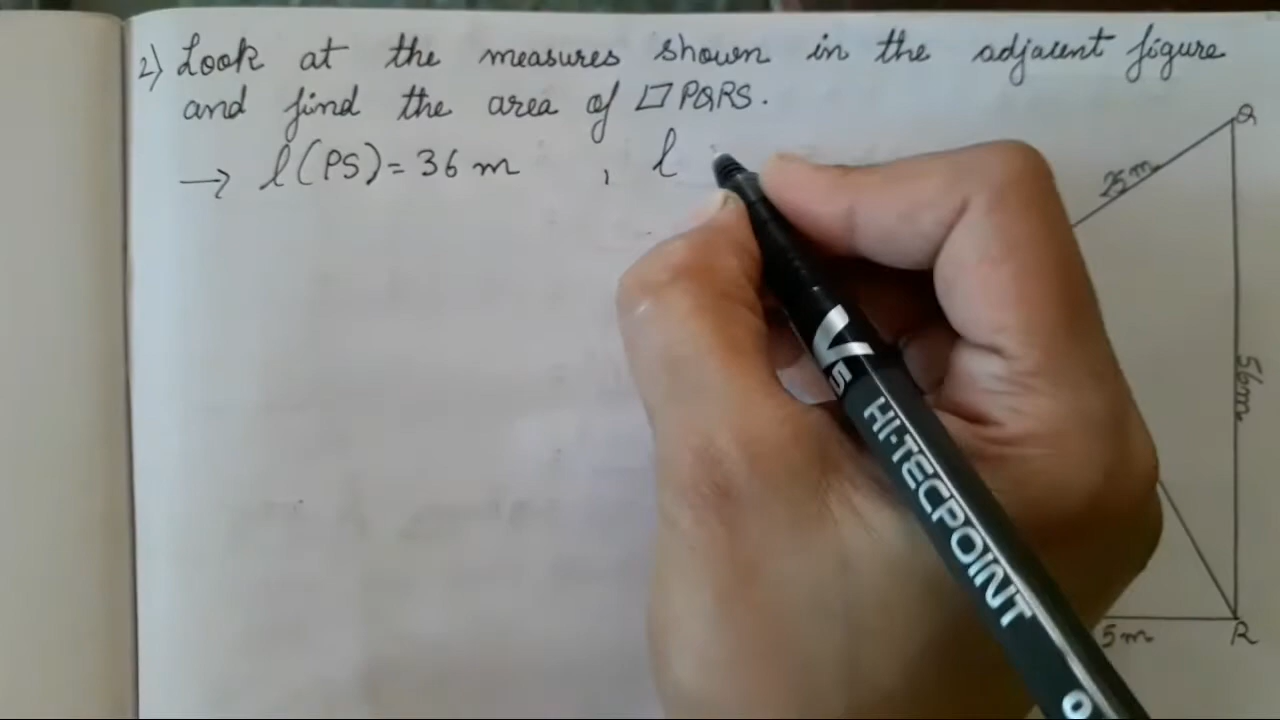 2) Look at the measures shown in the adjacent figure
and find the area of □PQRS.
→ l(PS) = 36 m , l
Q
25m
56m
5m
R
V5 HI-TECPOINT 0